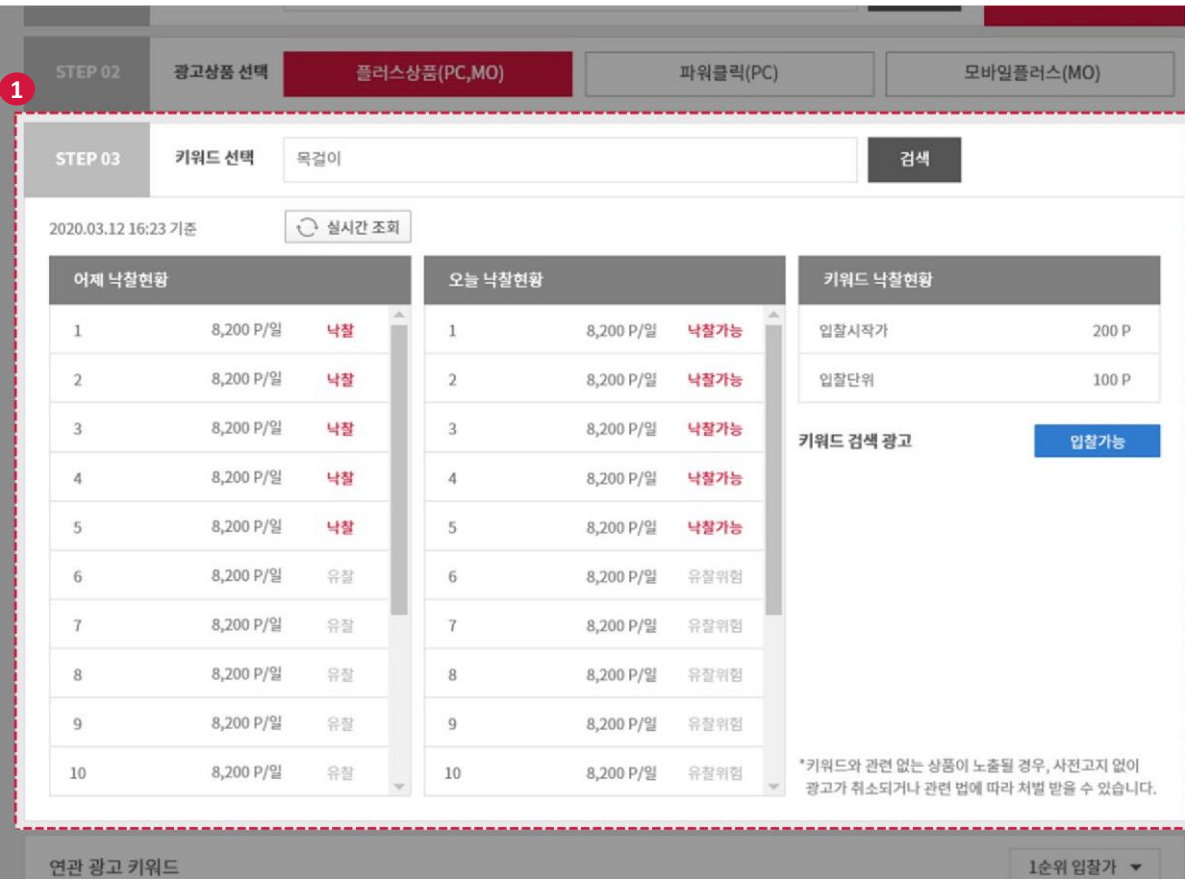 STEP 02 광고상품 선택 플러스상품(PC,MO) 파워클릭(PC) 모바일플러스(MO)
1
STEP 03 키워드 선택 목걸이 검색
2020.03.12 16:23 기준 실시간 조회
어제 낙찰현황 오늘 낙찰현황 키워드 낙찰현황
1 8,200 P/일 낙찰 1 8,200 P/일 낙찰가능 입찰시작가 200 P
2 8,200 P/일 낙찰 2 8,200 P/일 낙찰가능 입찰단위 100 P
3 8,200 P/일 낙찰 3 8,200 P/일 낙찰가능 키워드 검색 광고 입찰가능
4 8,200 P/일 낙찰 4 8,200 P/일 낙찰가능
5 8,200 P/일 낙찰 5 8,200 P/일 낙찰가능
6 8,200 P/일 유찰 6 8,200 P/일 유찰위험
7 8,200 P/일 유찰 7 8,200 P/일 유찰위험
8 8,200 P/일 유찰 8 8,200 P/일 유찰위험
9 8,200 P/일 유찰 9 8,200 P/일 유찰위험
10 8,200 P/일 유찰 10 8,200 P/일 유찰위험
*키워드와 관련 없는 상품이 노출될 경우, 사전고지 없이
광고가 취소되거나 관련 법에 따라 처벌 받을 수 있습니다.
연관 광고 키워드 1순위 입찰가